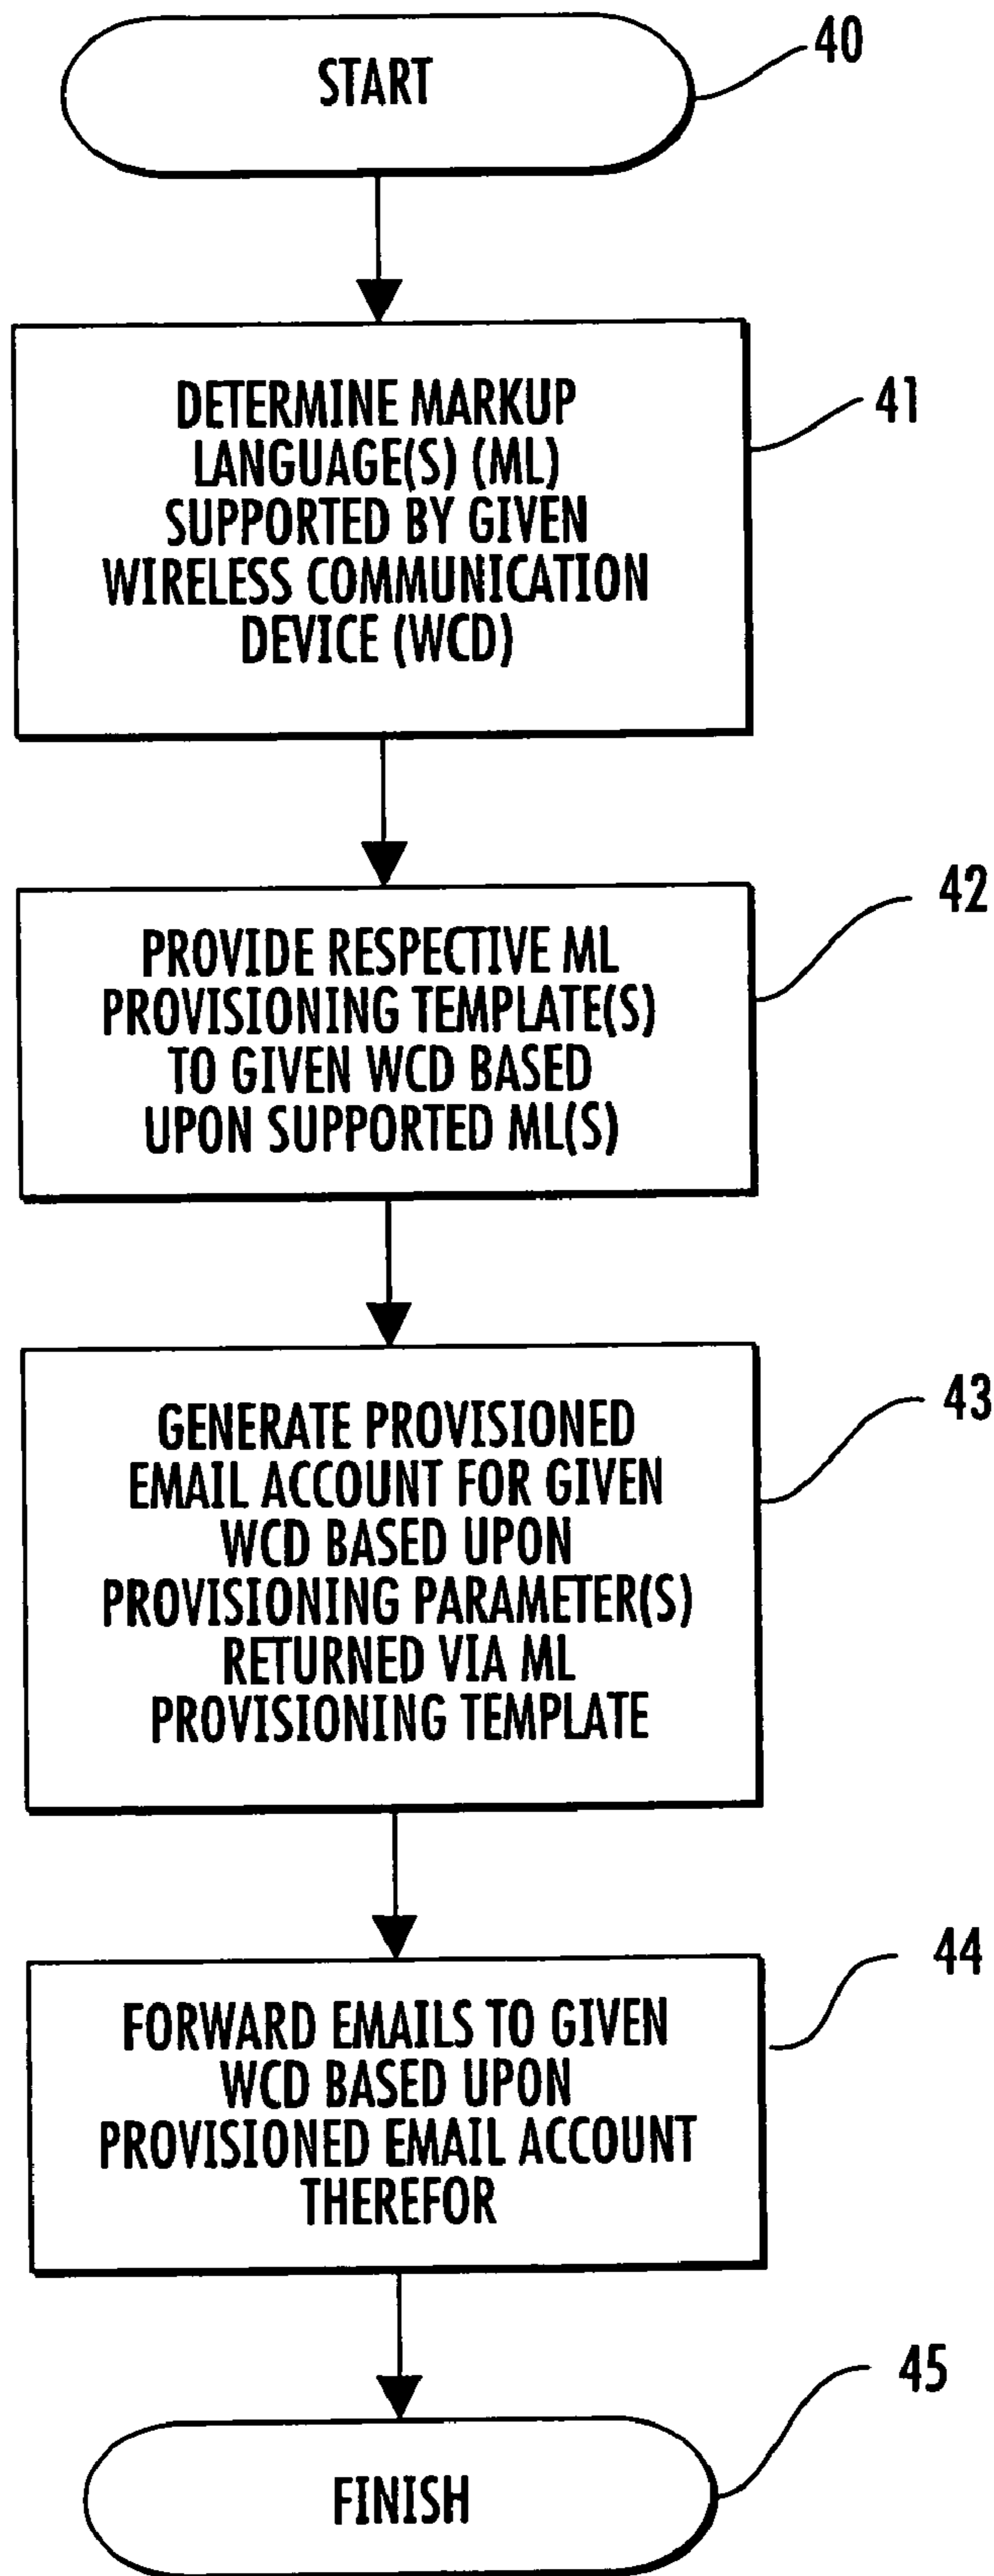 START
40
DETERMINE MARKUP
LANGUAGE(S) (ML)
SUPPORTED BY GIVEN
WIRELESS COMMUNICATION
DEVICE (WCD)
41
PROVIDE RESPECTIVE ML
PROVISIONING TEMPLATE(S)
TO GIVEN WCD BASED
UPON SUPPORTED ML(S)
42
GENERATE PROVISIONED
EMAIL ACCOUNT FOR GIVEN
WCD BASED UPON
PROVISIONING PARAMETER(S)
RETURNED VIA ML
PROVISIONING TEMPLATE
43
FORWARD EMAILS TO GIVEN
WCD BASED UPON
PROVISIONED EMAIL ACCOUNT
THEREFOR
44
FINISH
45